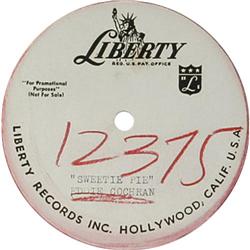 LIBERTY
REG. U.S. PAT. OFFICE
"For Promotional
Purposes"
(Not For Sale)
"L"
12375
"SWEETIE PIE"
EDDIE COCHRAN
LIBERTY RECORDS INC. HOLLYWOOD, CALIF. U.S.A.